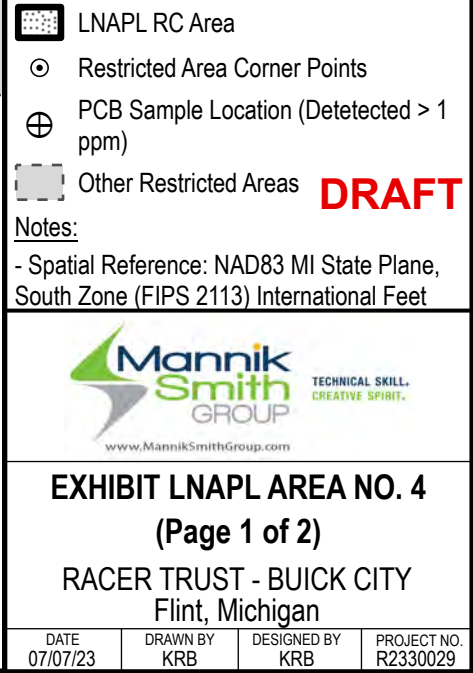 LNAPL RC Area
Restricted Area Corner Points
PCB Sample Location (Detetected > 1
ppm)
Other Restricted Areas
DRAFT
Notes:
- Spatial Reference: NAD83 MI State Plane,
South Zone (FIPS 2113) International Feet
Mannik
Smith
GROUP
TECHNICAL SKILL.
CREATIVE SPIRIT.
www.MannikSmithGroup.com
EXHIBIT LNAPL AREA NO. 4
(Page 1 of 2)
RACER TRUST - BUICK CITY
Flint, Michigan
DATE DRAWN BY DESIGNED BY PROJECT NO.
07/07/23 KRB KRB R2330029